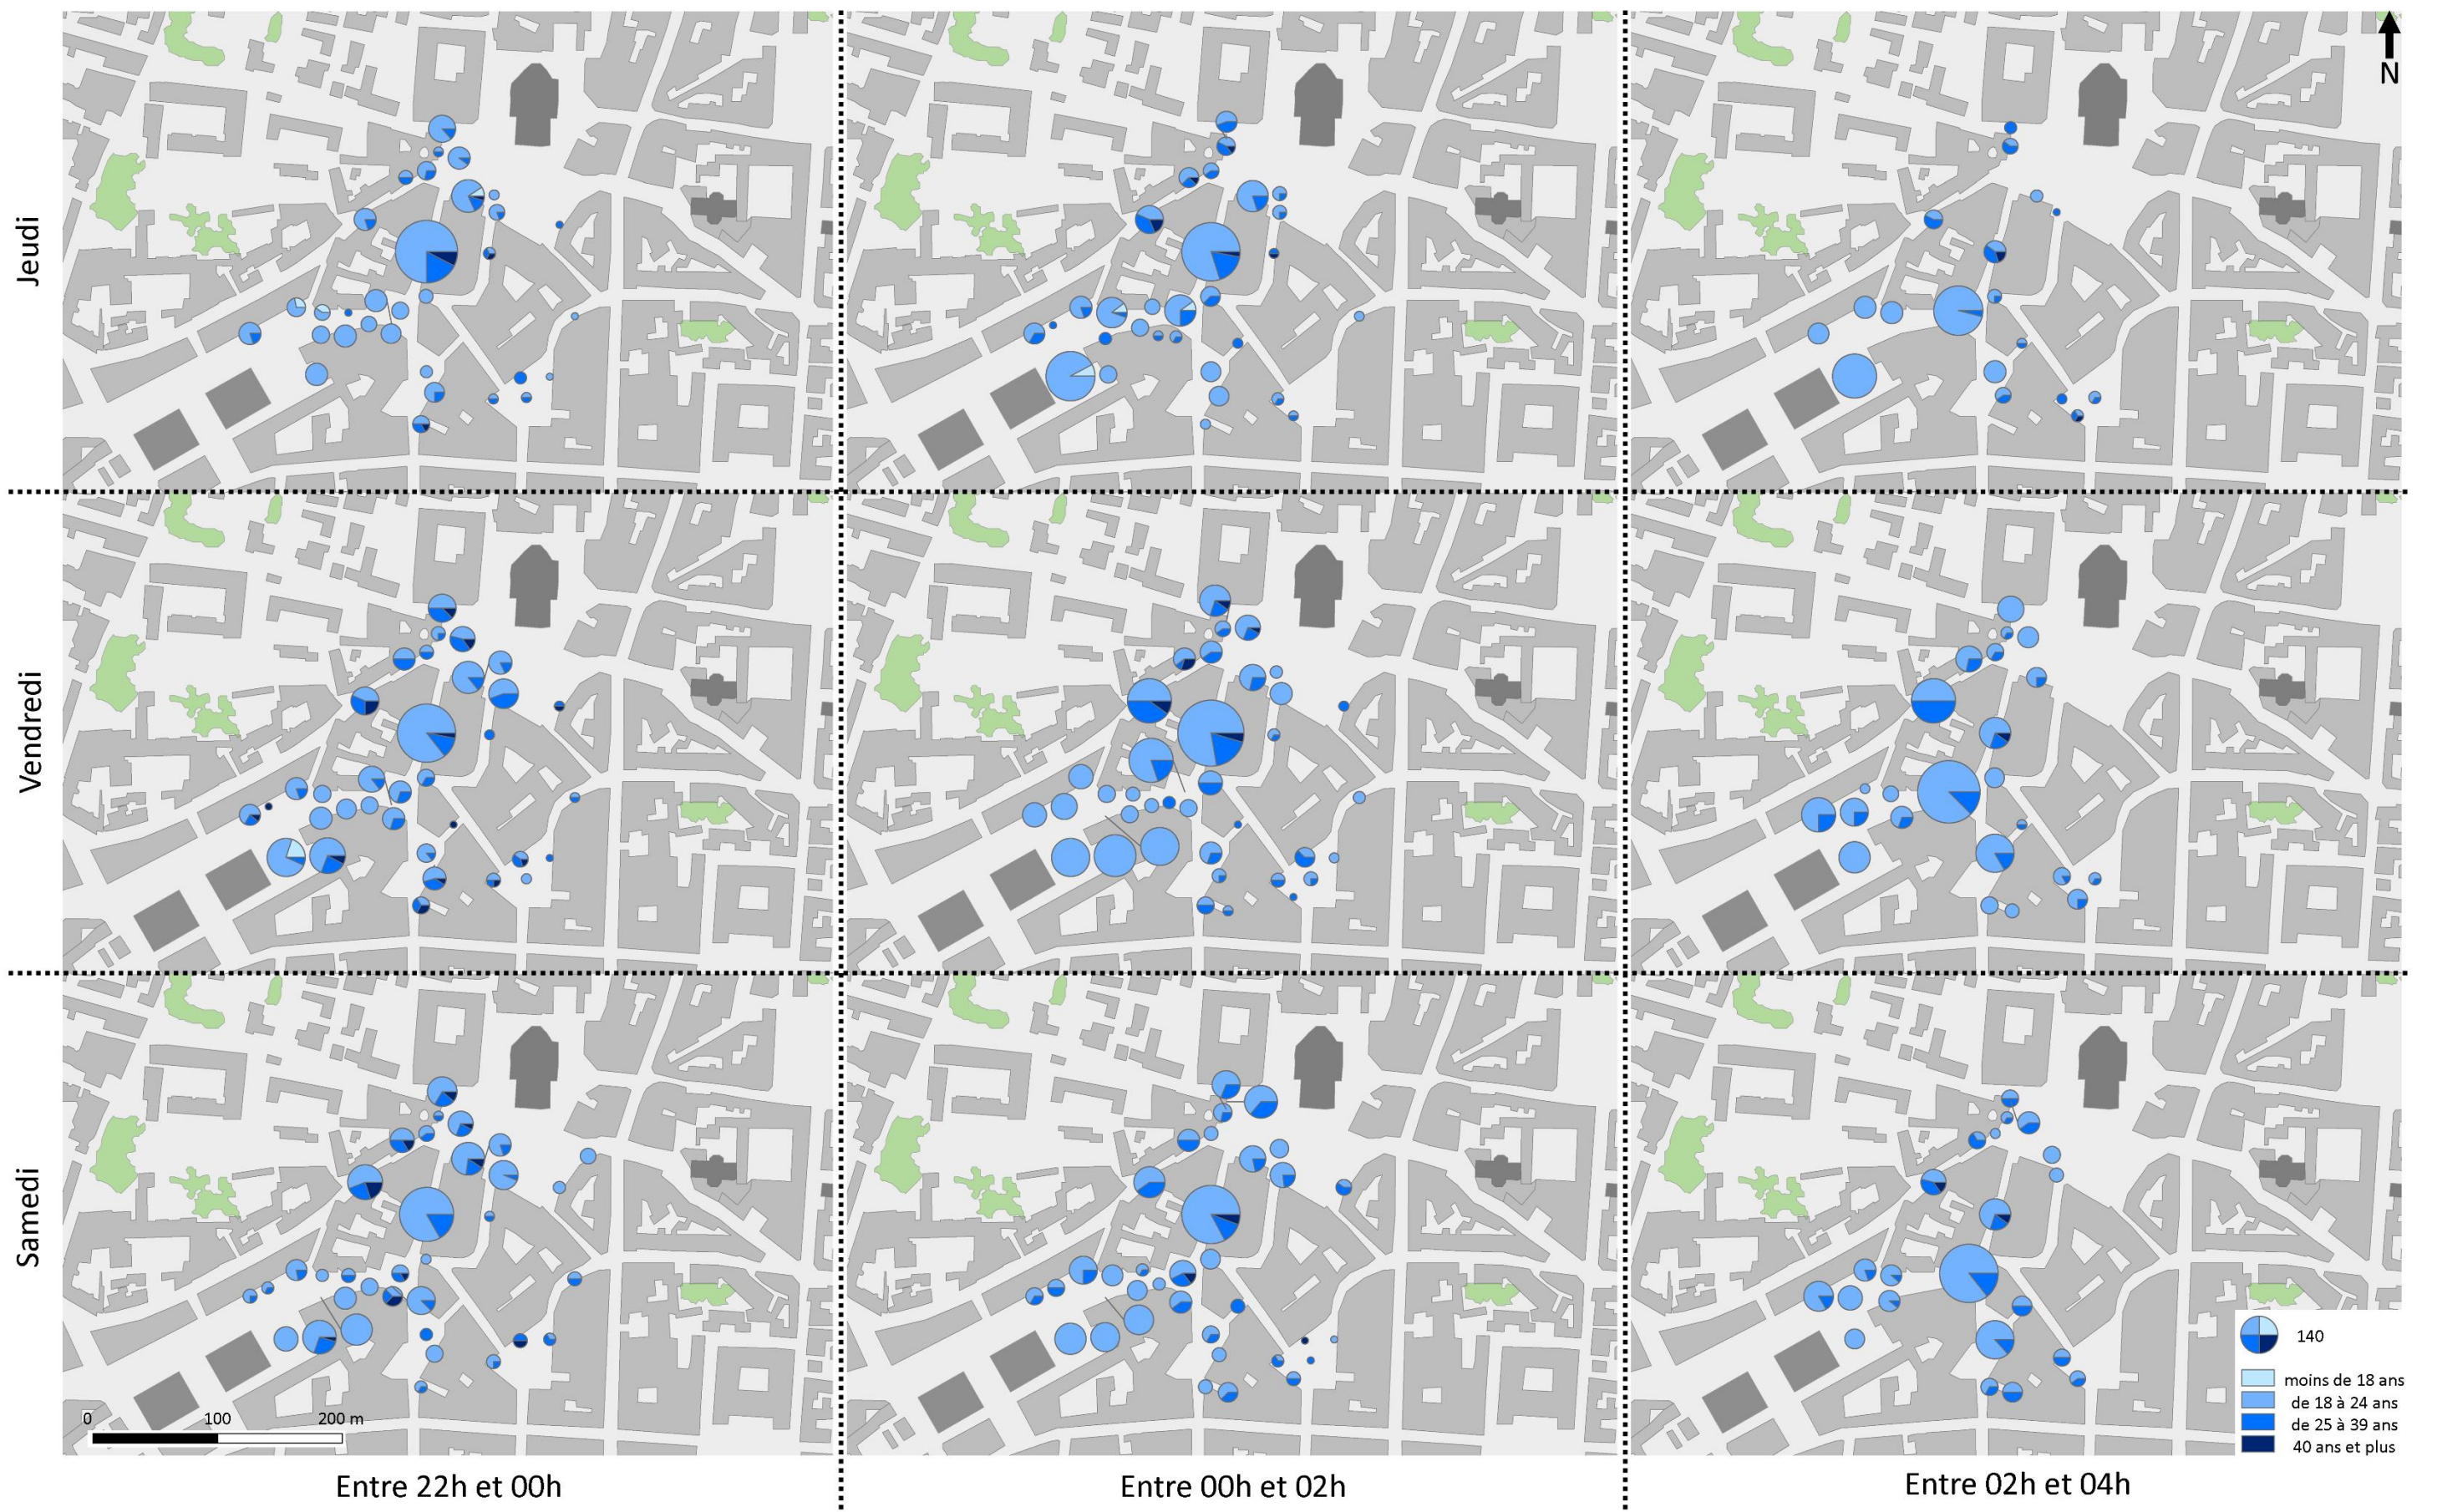 N
Jeudi
Vendredi
Samedi
140
moins de 18 ans
de 18 à 24 ans
de 25 à 39 ans
40 ans et plus
0 100 200 m
Entre 22h et 00h
Entre 00h et 02h
Entre 02h et 04h